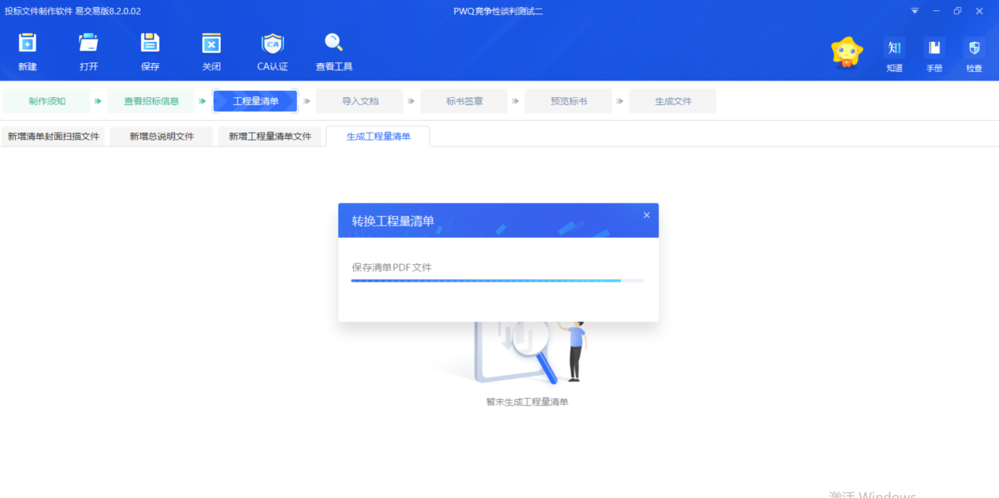 投标文件制作软件 易交易版8.2.0.02
PWQ竞争性谈判测试二
新建
打开
保存
关闭
CA
CA认证
查看工具
知
知道
手册
检查
制作须知
查看招标信息
工程量清单
导入文档
标书签章
预览标书
生成文件
新增清单封面扫描文件
新增总说明文件
新增工程量清单文件
生成工程量清单
转换工程量清单
保存清单PDF文件
暂未生成工程量清单
激活 Windows